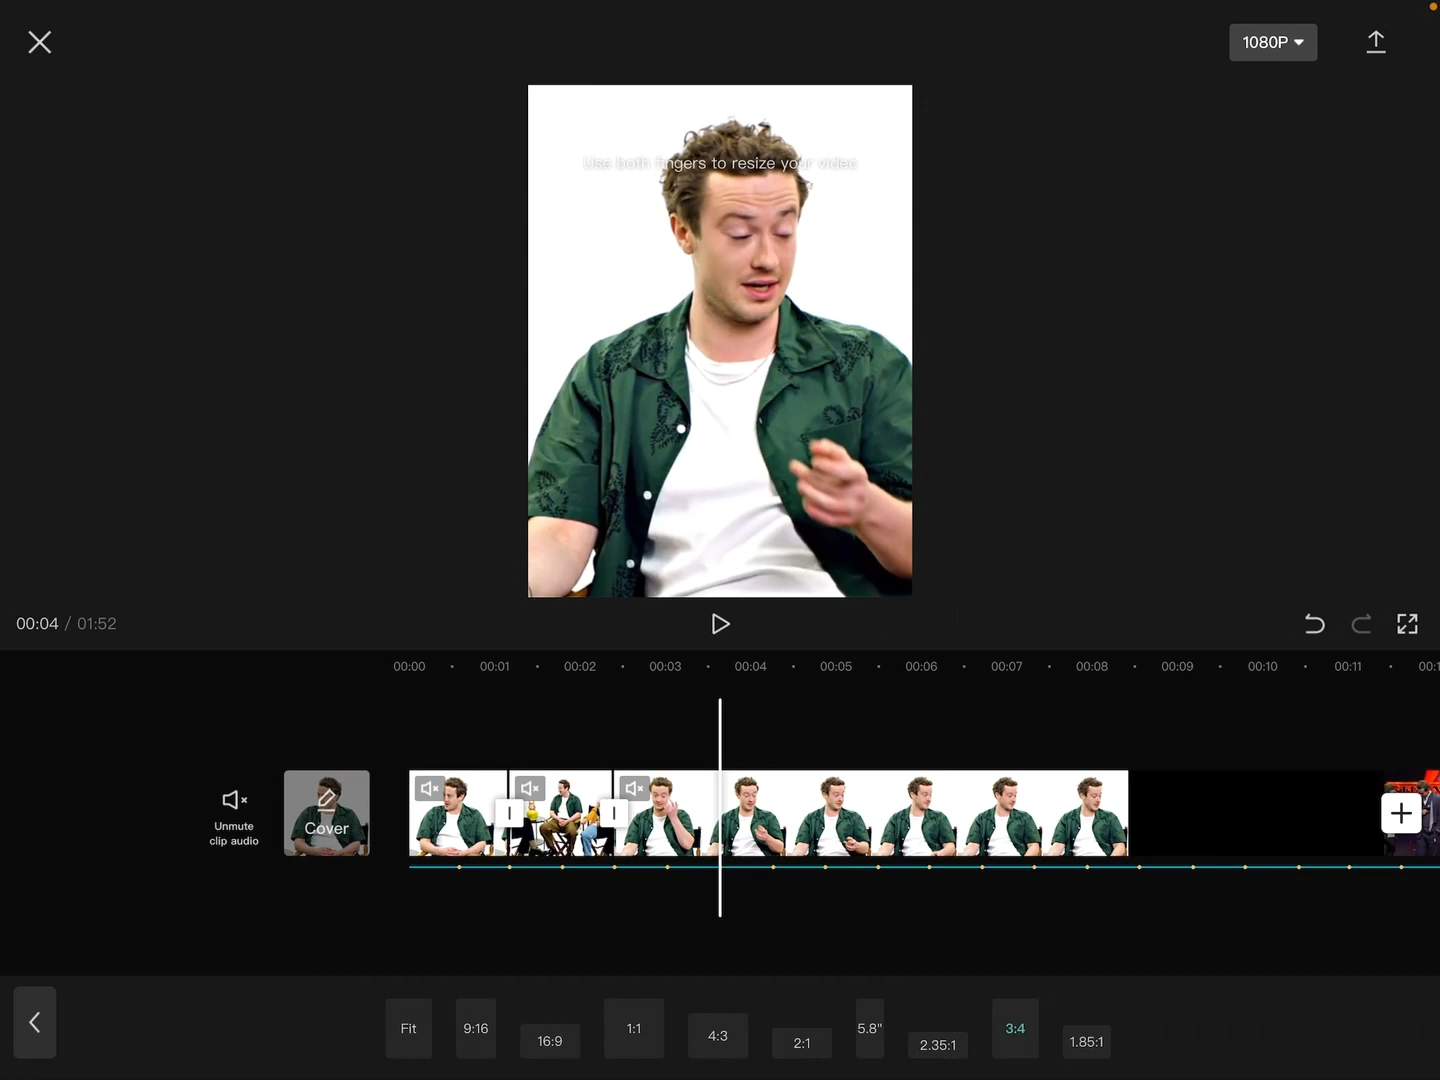 1080P
Use both fingers to resize your video
00:04 / 01:52
00:00 00:01 00:02 00:03 00:04 00:05 00:06 00:07 00:08 00:09 00:10 00:11
Unmute
clip audio
Cover
Fit
9:16
16:9
1:1
4:3
2:1
5.8"
2.35:1
3:4
1.85:1